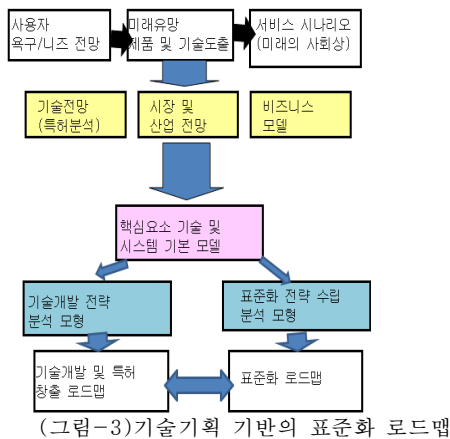 사용자
욕구/니즈 전망
미래유망
제품 및 기술도출
서비스 시나리오
(미래의 사회상)
기술전망
(특허분석)
시장 및
산업 전망
비즈니스
모델
핵심요소 기술 및
시스템 기본 모델
기술개발 전략
분석 모형
표준화 전략 수립
분석 모형
기술개발 및 특허
창출 로드맵
표준화 로드맵
(그림-3)기술기획 기반의 표준화 로드맵